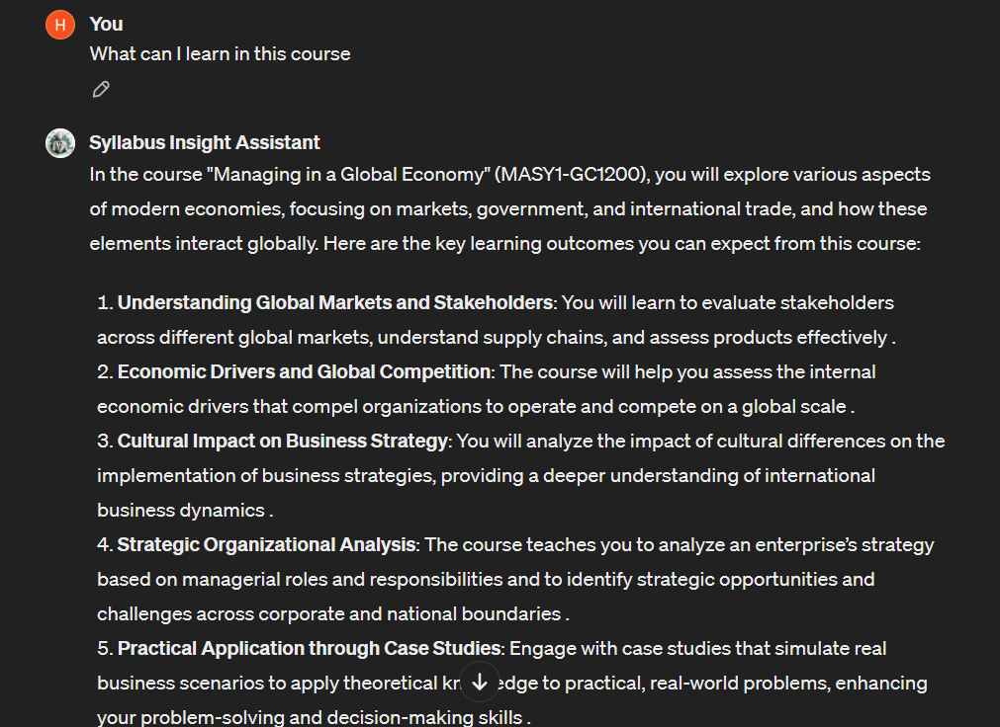 H
You
What can I learn in this course
Syllabus Insight Assistant
In the course "Managing in a Global Economy" (MASY1-GC1200), you will explore various aspects
of modern economies, focusing on markets, government, and international trade, and how these
elements interact globally. Here are the key learning outcomes you can expect from this course:
1. Understanding Global Markets and Stakeholders: You will learn to evaluate stakeholders
across different global markets, understand supply chains, and assess products effectively .
2. Economic Drivers and Global Competition: The course will help you assess the internal
economic drivers that compel organizations to operate and compete on a global scale .
3. Cultural Impact on Business Strategy: You will analyze the impact of cultural differences on the
implementation of business strategies, providing a deeper understanding of international
business dynamics .
4. Strategic Organizational Analysis: The course teaches you to analyze an enterprise’s strategy
based on managerial roles and responsibilities and to identify strategic opportunities and
challenges across corporate and national boundaries .
5. Practical Application through Case Studies: Engage with case studies that simulate real
business scenarios to apply theoretical to practical, real-world problems, enhancing
your problem-solving and decision-making skills .